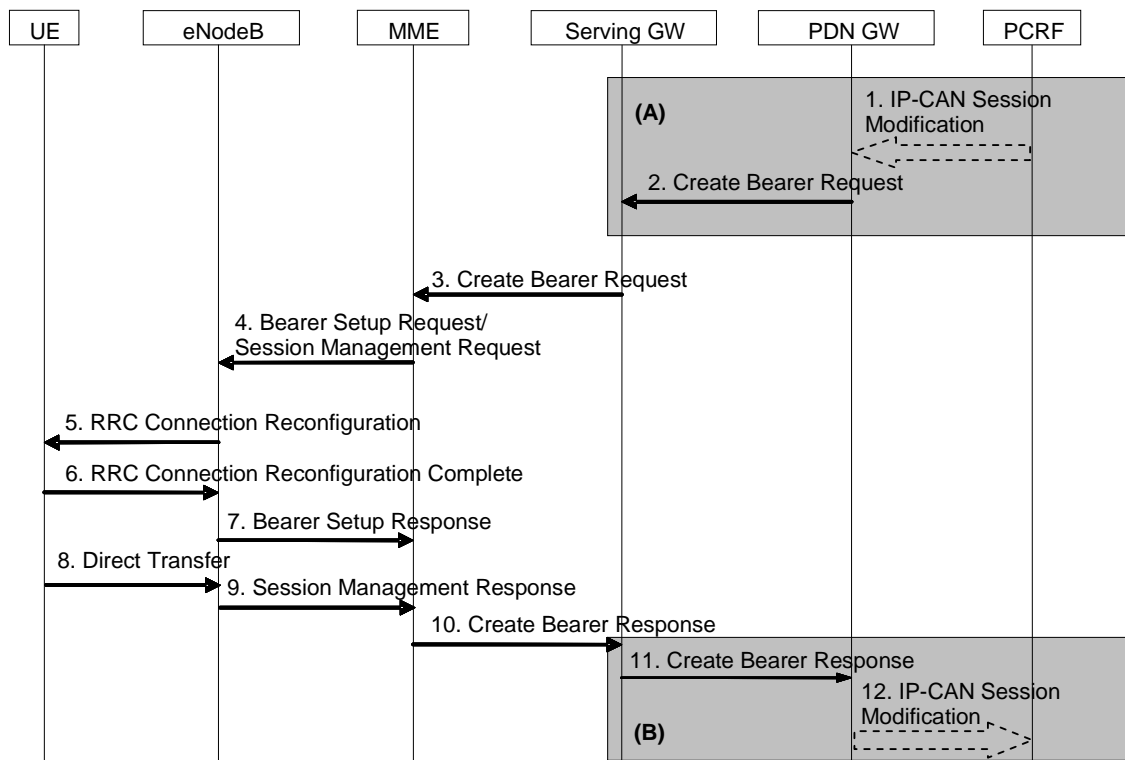 UE
eNodeB
MME
Serving GW
PDN GW
PCRF
(A)
1. IP-CAN Session
Modification
2. Create Bearer Request
3. Create Bearer Request
4. Bearer Setup Request/
Session Management Request
5. RRC Connection Reconfiguration
6. RRC Connection Reconfiguration Complete
7. Bearer Setup Response
8. Direct Transfer
9. Session Management Response
10. Create Bearer Response
11. Create Bearer Response
12. IP-CAN Session
Modification
(B)